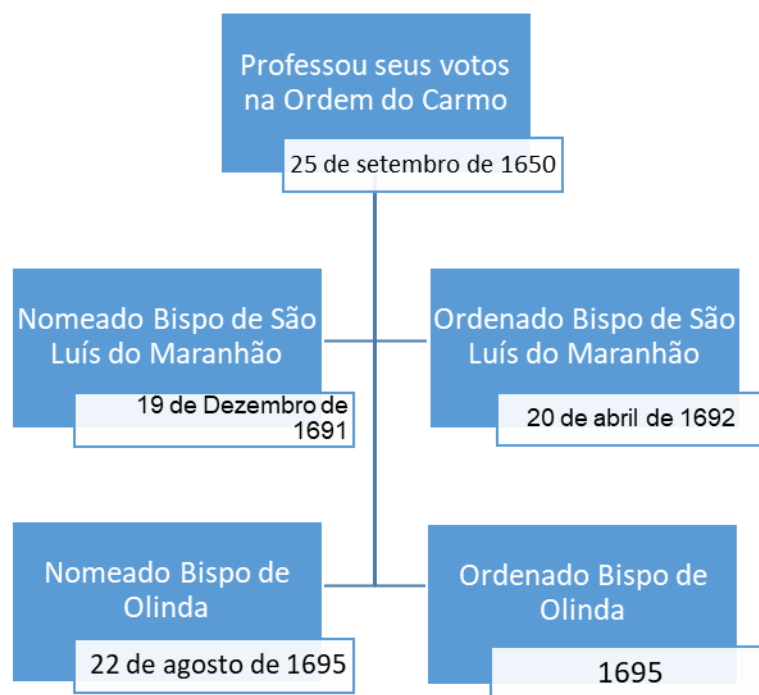 Professou seus votos
na Ordem do Carmo
25 de setembro de 1650
Nomeado Bispo de São
Luís do Maranhão
19 de Dezembro de
1691
Ordenado Bispo de São
Luís do Maranhão
20 de abril de 1692
Nomeado Bispo de
Olinda
22 de agosto de 1695
Ordenado Bispo de
Olinda
1695